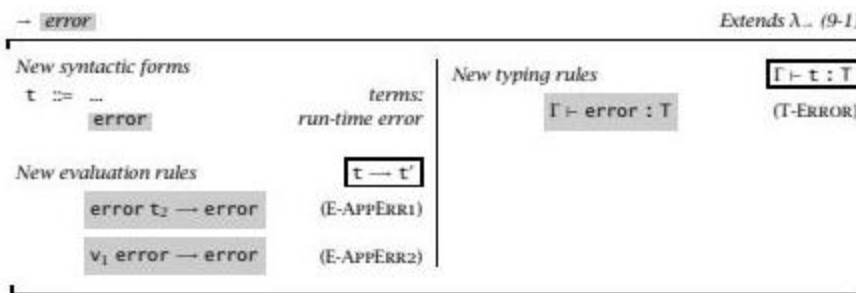 → error
Extends λ→ (9-1)
New syntactic forms
t ::= ...
terms:
error
run-time error
New evaluation rules
t → t′
error t₂ → error
(E-APPERR1)
v₁ error → error
(E-APPERR2)
New typing rules
Γ ⊢ t : T
Γ ⊢ error : T
(T-ERROR)